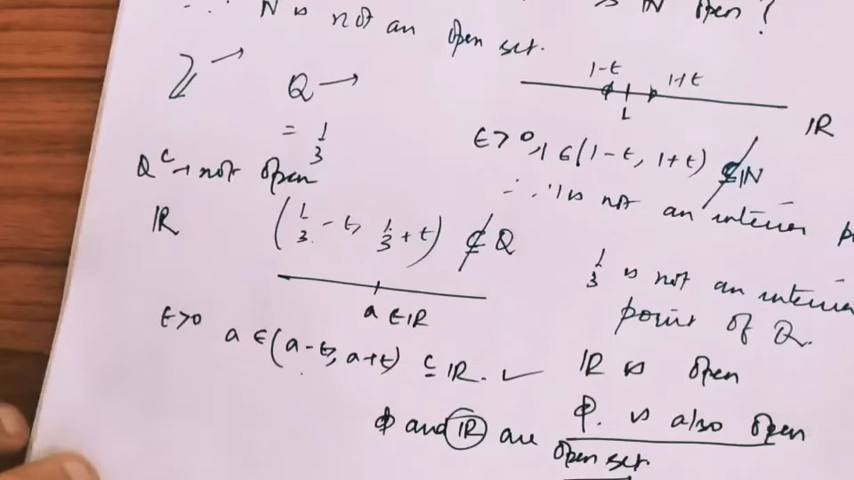 ∴ N is not an open set.
is IN open?
Z →
Q →
= 1/3
1-ϵ 1+ϵ
1
IR
ϵ>0, 1 ∈ (1-ϵ, 1+ϵ) ⊈ IN
∴ 1 is not an interior
Q^c → not open
IR
(1/3 - ϵ, 1/3 + ϵ) ⊈ Q
1/3 is not an interior
point of Q.
a ∈ IR
ϵ>0
a ∈ (a-ϵ, a+ϵ) ⊆ IR. ✓
IR is open
φ. is also open
φ and IR are
open set.